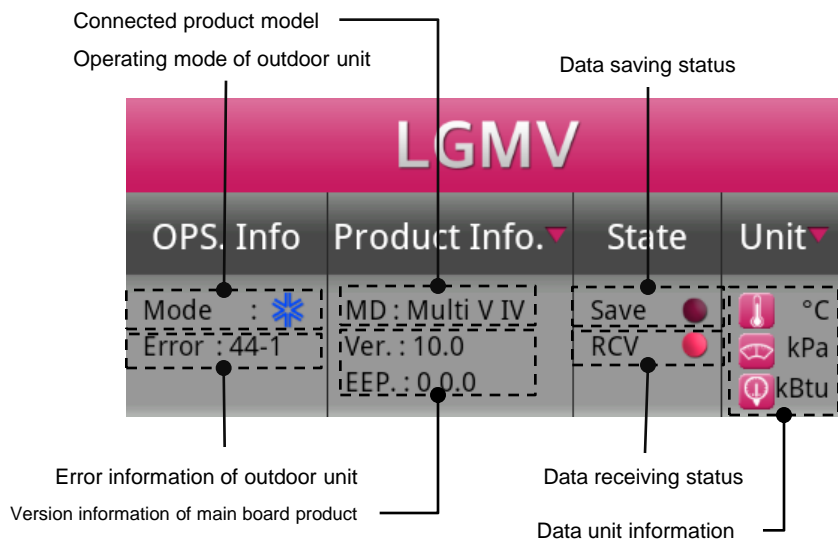 Connected product model
Operating mode of outdoor unit
Data saving status
LGMV
OPS. Info
Product Info.
State
Unit
Mode :
MD : Multi V IV
Save
°C
Error : 44-1
Ver. : 10.0
RCV
kPa
EEP. : 0.0.0
kBtu
Error information of outdoor unit
Data receiving status
Version information of main board product
Data unit information